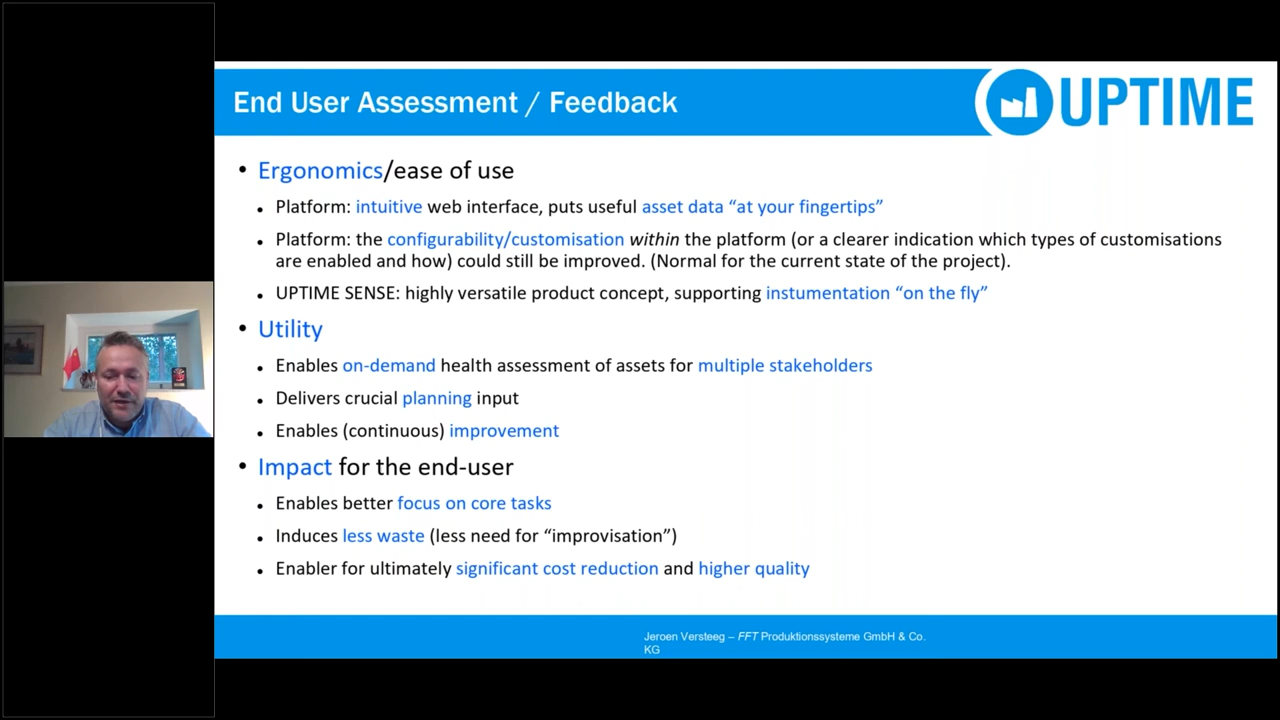 End User Assessment / Feedback
UPTIME
• Ergonomics/ease of use
• Platform: intuitive web interface, puts useful asset data “at your fingertips”
• Platform: the configurability/customisation within the platform (or a clearer indication which types of customisations
are enabled and how) could still be improved. (Normal for the current state of the project).
• UPTIME SENSE: highly versatile product concept, supporting instumentation “on the fly”
• Utility
• Enables on-demand health assessment of assets for multiple stakeholders
• Delivers crucial planning input
• Enables (continuous) improvement
• Impact for the end-user
• Enables better focus on core tasks
• Induces less waste (less need for “improvisation”)
• Enabler for ultimately significant cost reduction and higher quality
Jeroen Versteeg – FFT Produktionssysteme GmbH & Co.
KG